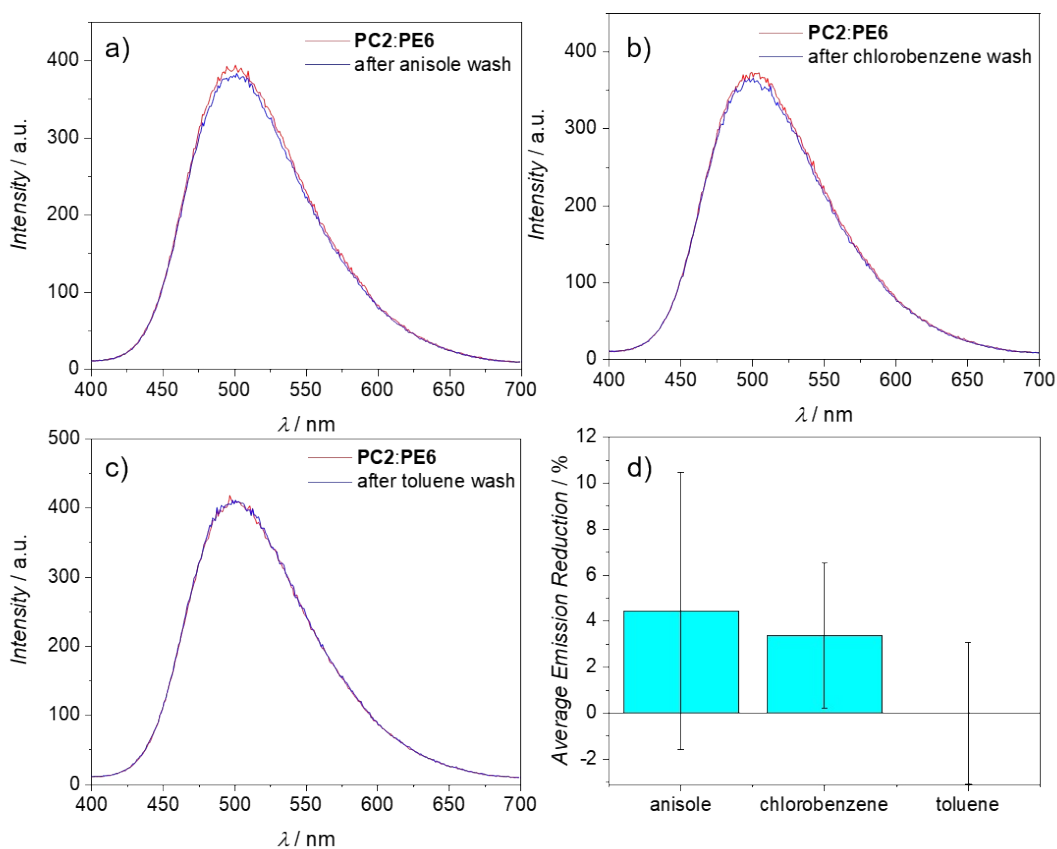 a)
PC2:PE6
after anisole wash
Intensity / a.u.
400
300
200
100
0
400 450 500 550 600 650 700
λ / nm
b)
PC2:PE6
after chlorobenzene wash
Intensity / a.u.
400
300
200
100
0
400 450 500 550 600 650 700
λ / nm
c)
PC2:PE6
after toluene wash
Intensity / a.u.
500
400
300
200
100
0
400 450 500 550 600 650 700
λ / nm
d)
Average Emission Reduction / %
12
10
8
6
4
2
0
-2
anisole chlorobenzene toluene